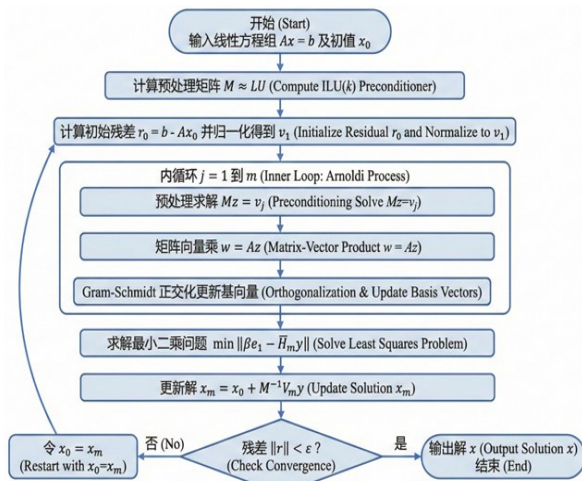 开始 (Start)
输入线性方程组 Ax = b 及初值 x₀
计算预处理矩阵 M ≈ LU (Compute ILU(k) Preconditioner)
计算初始残差 r₀ = b - Ax₀ 并归一化得到 v₁ (Initialize Residual r₀ and Normalize to v₁)
内循环 j = 1 到 m (Inner Loop: Arnoldi Process)
预处理求解 Mz = vⱼ (Preconditioning Solve Mz=vⱼ)
矩阵向量乘 w = Az (Matrix-Vector Product w = Az)
Gram-Schmidt 正交化更新基向量 (Orthogonalization & Update Basis Vectors)
求解最小二乘问题 min ‖βe₁ − H̅ₘy‖ (Solve Least Squares Problem)
更新解 xₘ = x₀ + M⁻¹Vₘy (Update Solution xₘ)
残差 ‖r‖ < ε ?
(Check Convergence)
否 (No)
令 x₀ = xₘ
(Restart with x₀=xₘ)
是
输出解 x (Output Solution x)
结束 (End)